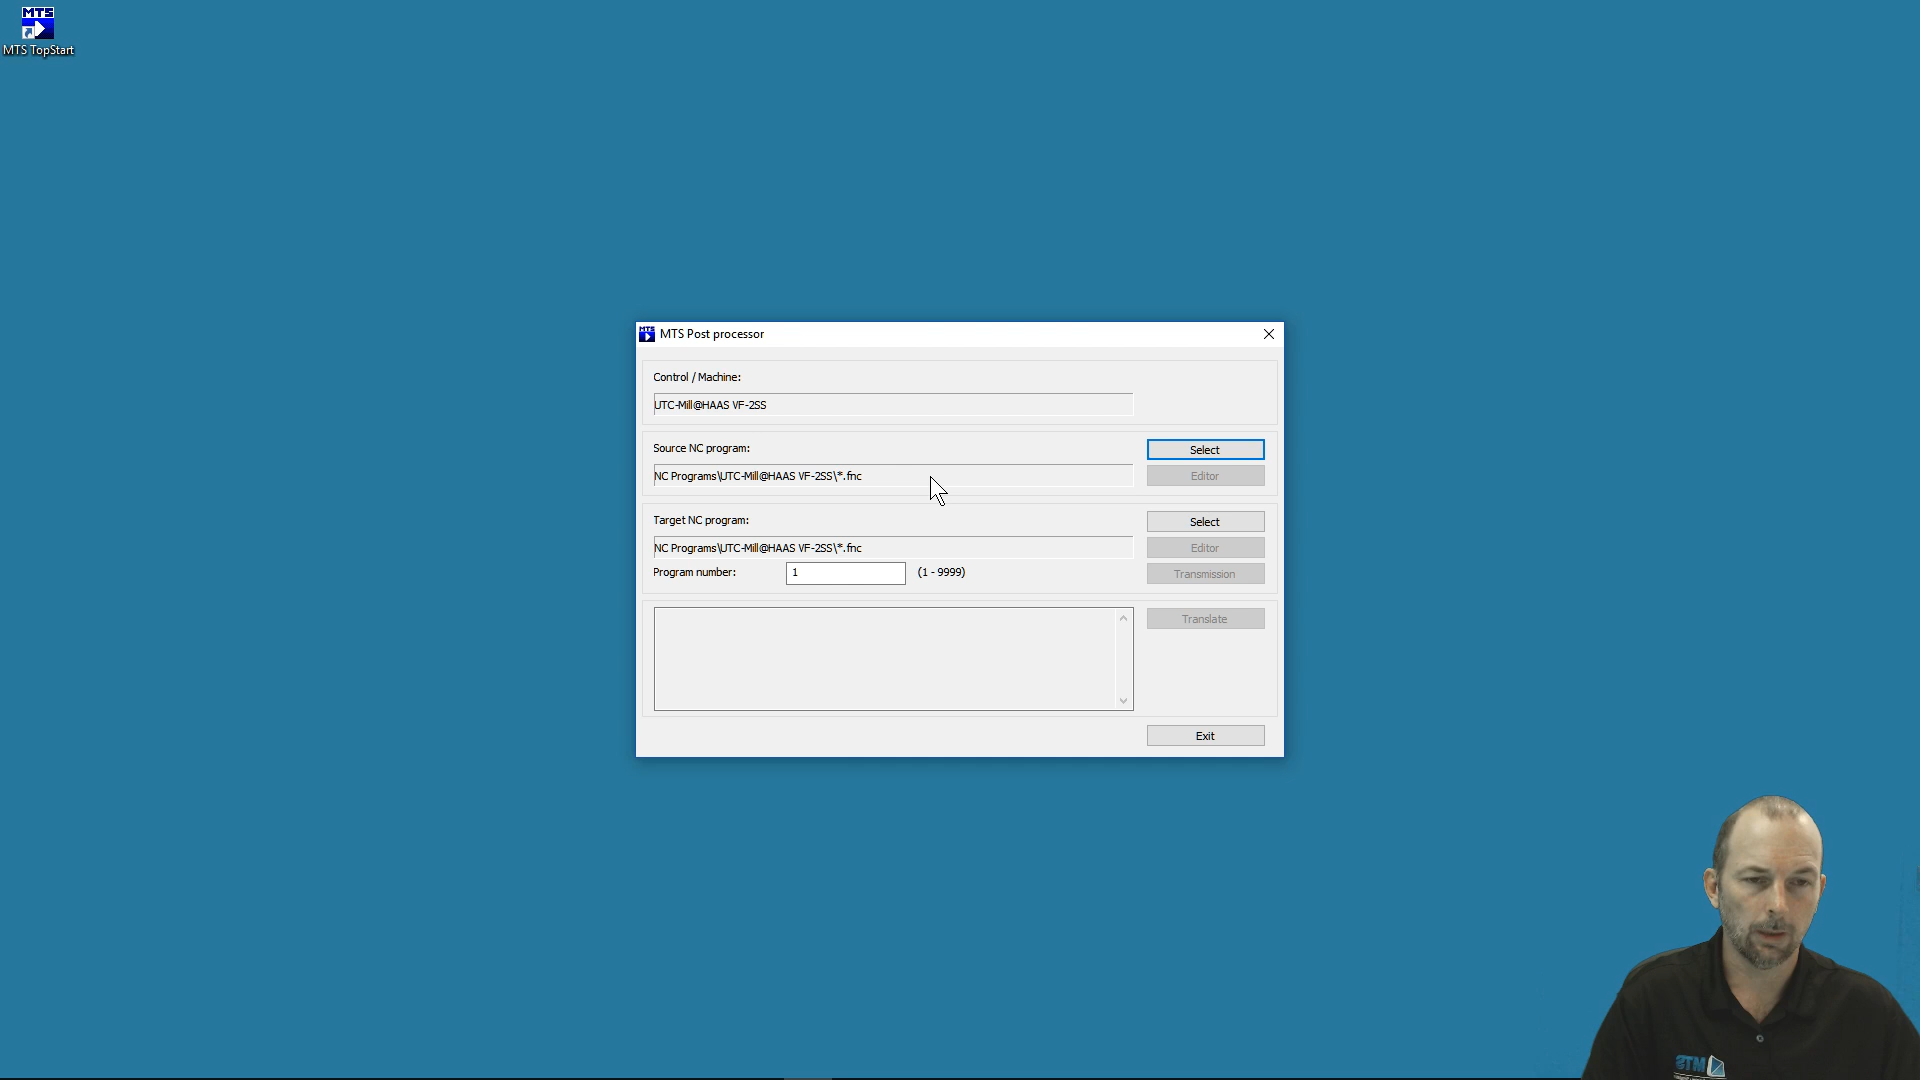 MTS
MTS TopStart
MTS
MTS Post processor
Control / Machine:
UTC-Mill@HAAS VF-2SS
Source NC program:
Select
NC Programs\UTC-Mill@HAAS VF-2SS\*.fnc
Editor
Target NC program:
Select
NC Programs\UTC-Mill@HAAS VF-2SS\*.fnc
Editor
Program number:
1
(1 - 9999)
Transmission
Translate
Exit
MTS